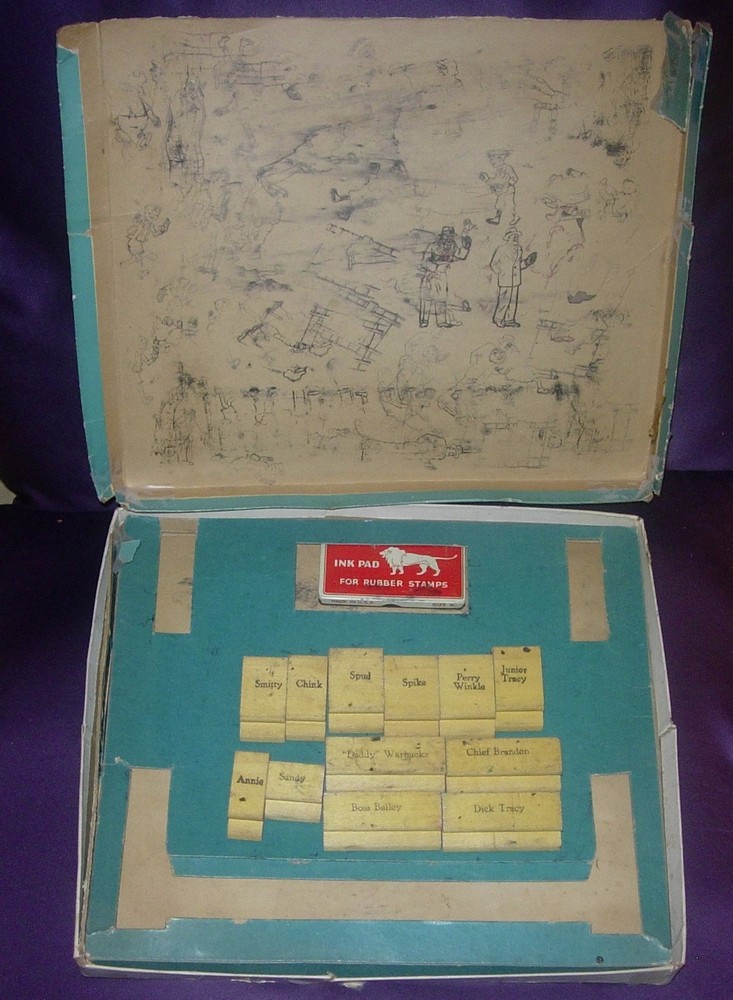 INK PAD
FOR RUBBER STAMPS
Smitty
Chink
Spud
Spike
Perry
Winkle
Junior
Tracy
Annie
Sandy
"Daddy" Warbucks
Chief Brandon
Boss Bailey
Dick Tracy